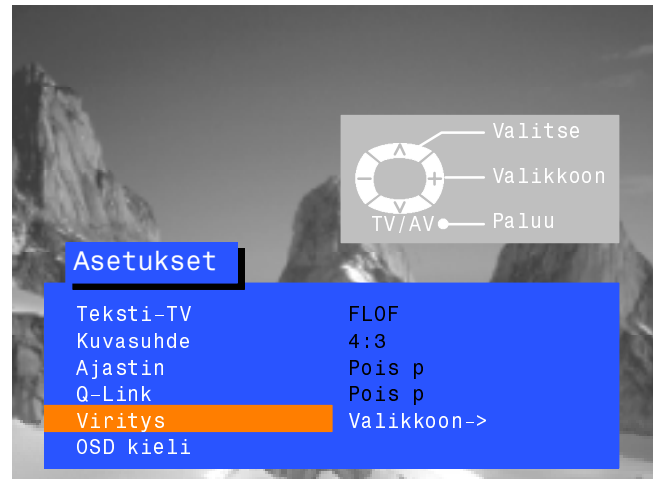 Valitse
Valikkoon
TV/AV Paluu
Asetukset
Teksti-TV FLOF
Kuvasuhde 4:3
Ajastin Pois p
Q-Link Pois p
Viritys Valikkoon->
OSD kieli